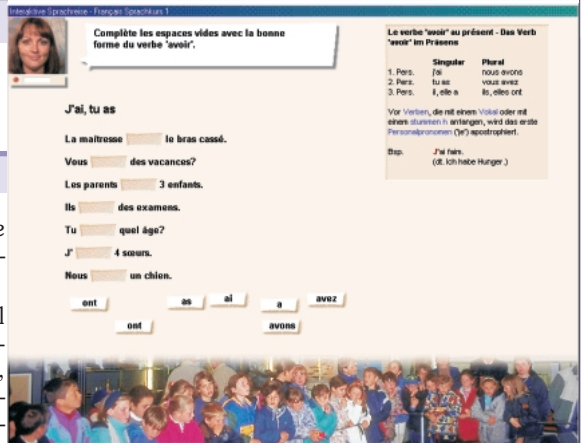 Interaktive Sprachreise - Français Sprachkurs 1
Complète les espaces vides avec la bonne
forme du verbe 'avoir'.
J'ai, tu as
La maîtresse le bras cassé.
Vous des vacances?
Les parents 3 enfants.
Ils des examens.
Tu quel âge?
J' 4 sœurs.
Nous un chien.
ont
as
ai
a
avez
ont
avons
Le verbe 'avoir' au présent - Das Verb
'avoir' im Präsens
Singular Plural
1. Pers. j'ai nous avons
2. Pers. tu as vous avez
3. Pers. il, elle a ils, elles ont
Vor Verben, die mit einem Vokal oder mit
einem stummen h anfangen, wird das erste
Personalpronomen ('je') apostrophiert.
Bsp. J'ai faim.
(dt. Ich habe Hunger.)